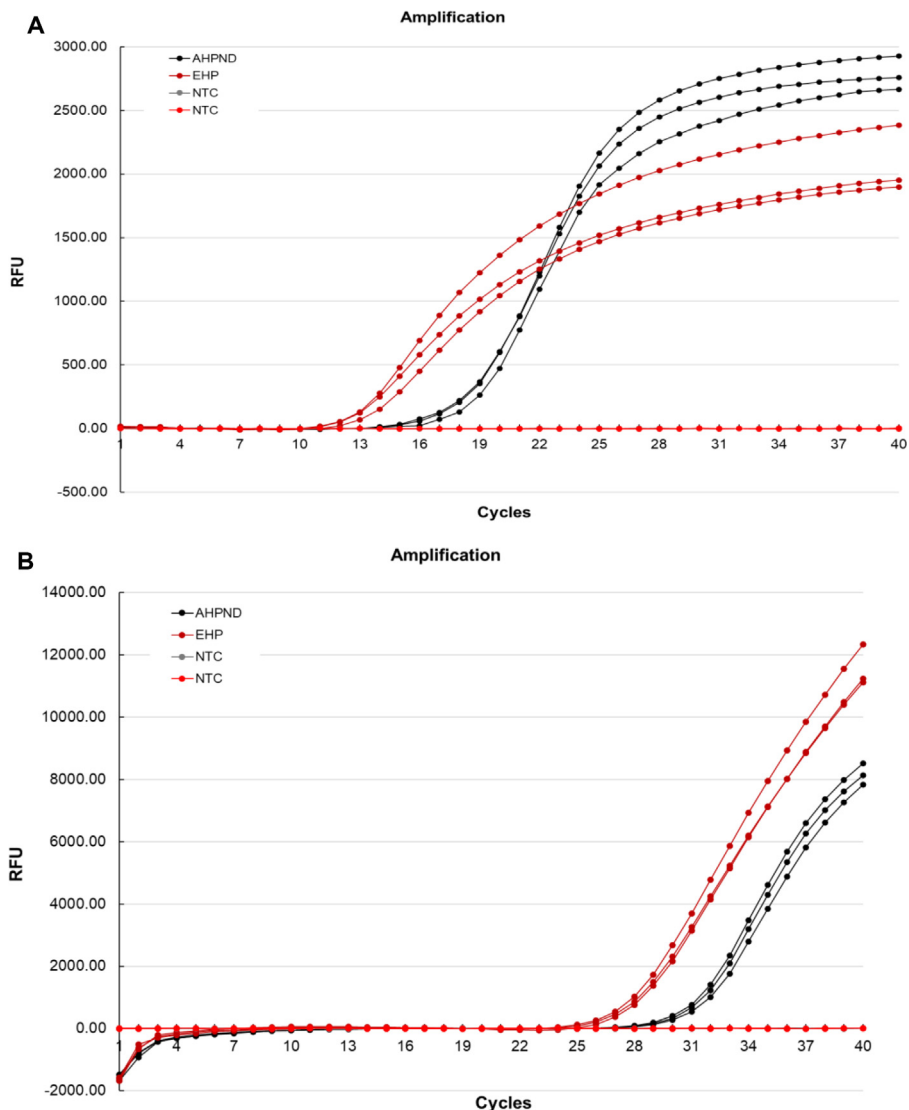 A
Amplification
3000.00
AHPND
EHP
NTC
NTC
2500.00
2000.00
1500.00
RFU
1000.00
500.00
0.00
1 4 7 10 13 16 19 22 25 28 31 34 37 40
-500.00
Cycles
B
Amplification
14000.00
AHPND
EHP
NTC
NTC
12000.00
10000.00
8000.00
6000.00
RFU
4000.00
2000.00
0.00
1 4 7 10 13 16 19 22 25 28 31 34 37 40
-2000.00
Cycles